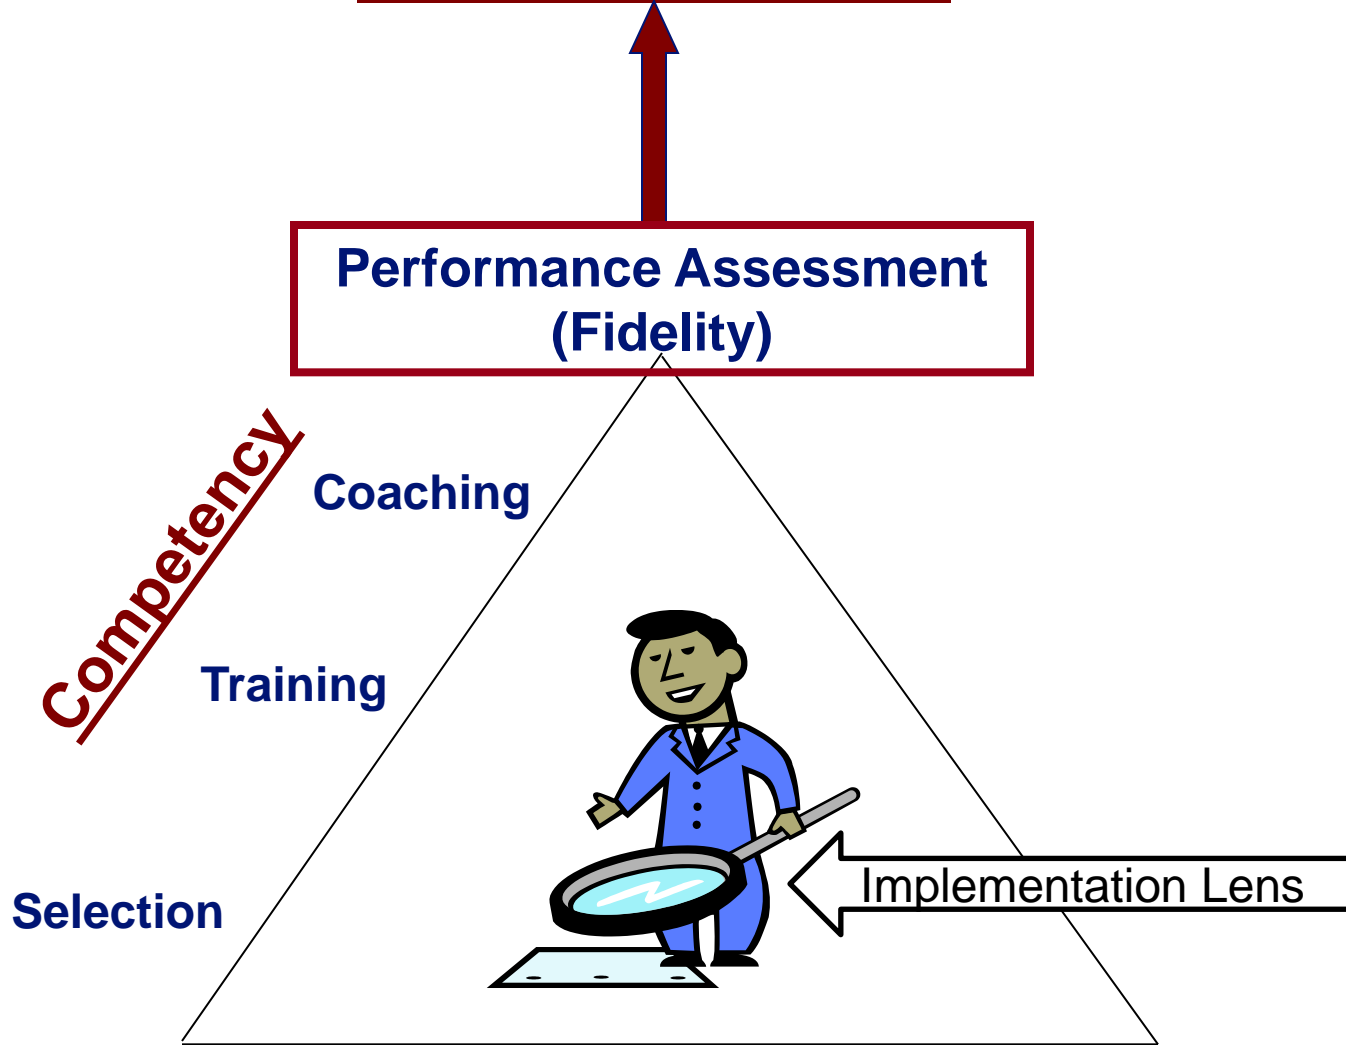 Performance Assessment
(Fidelity)
Competency
Coaching
Training
Selection
Implementation Lens